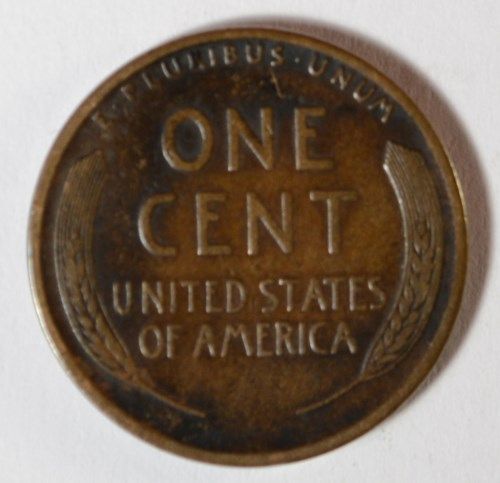 E · PLURIBUS · UNUM
ONE
CENT
UNITED STATES
OF AMERICA